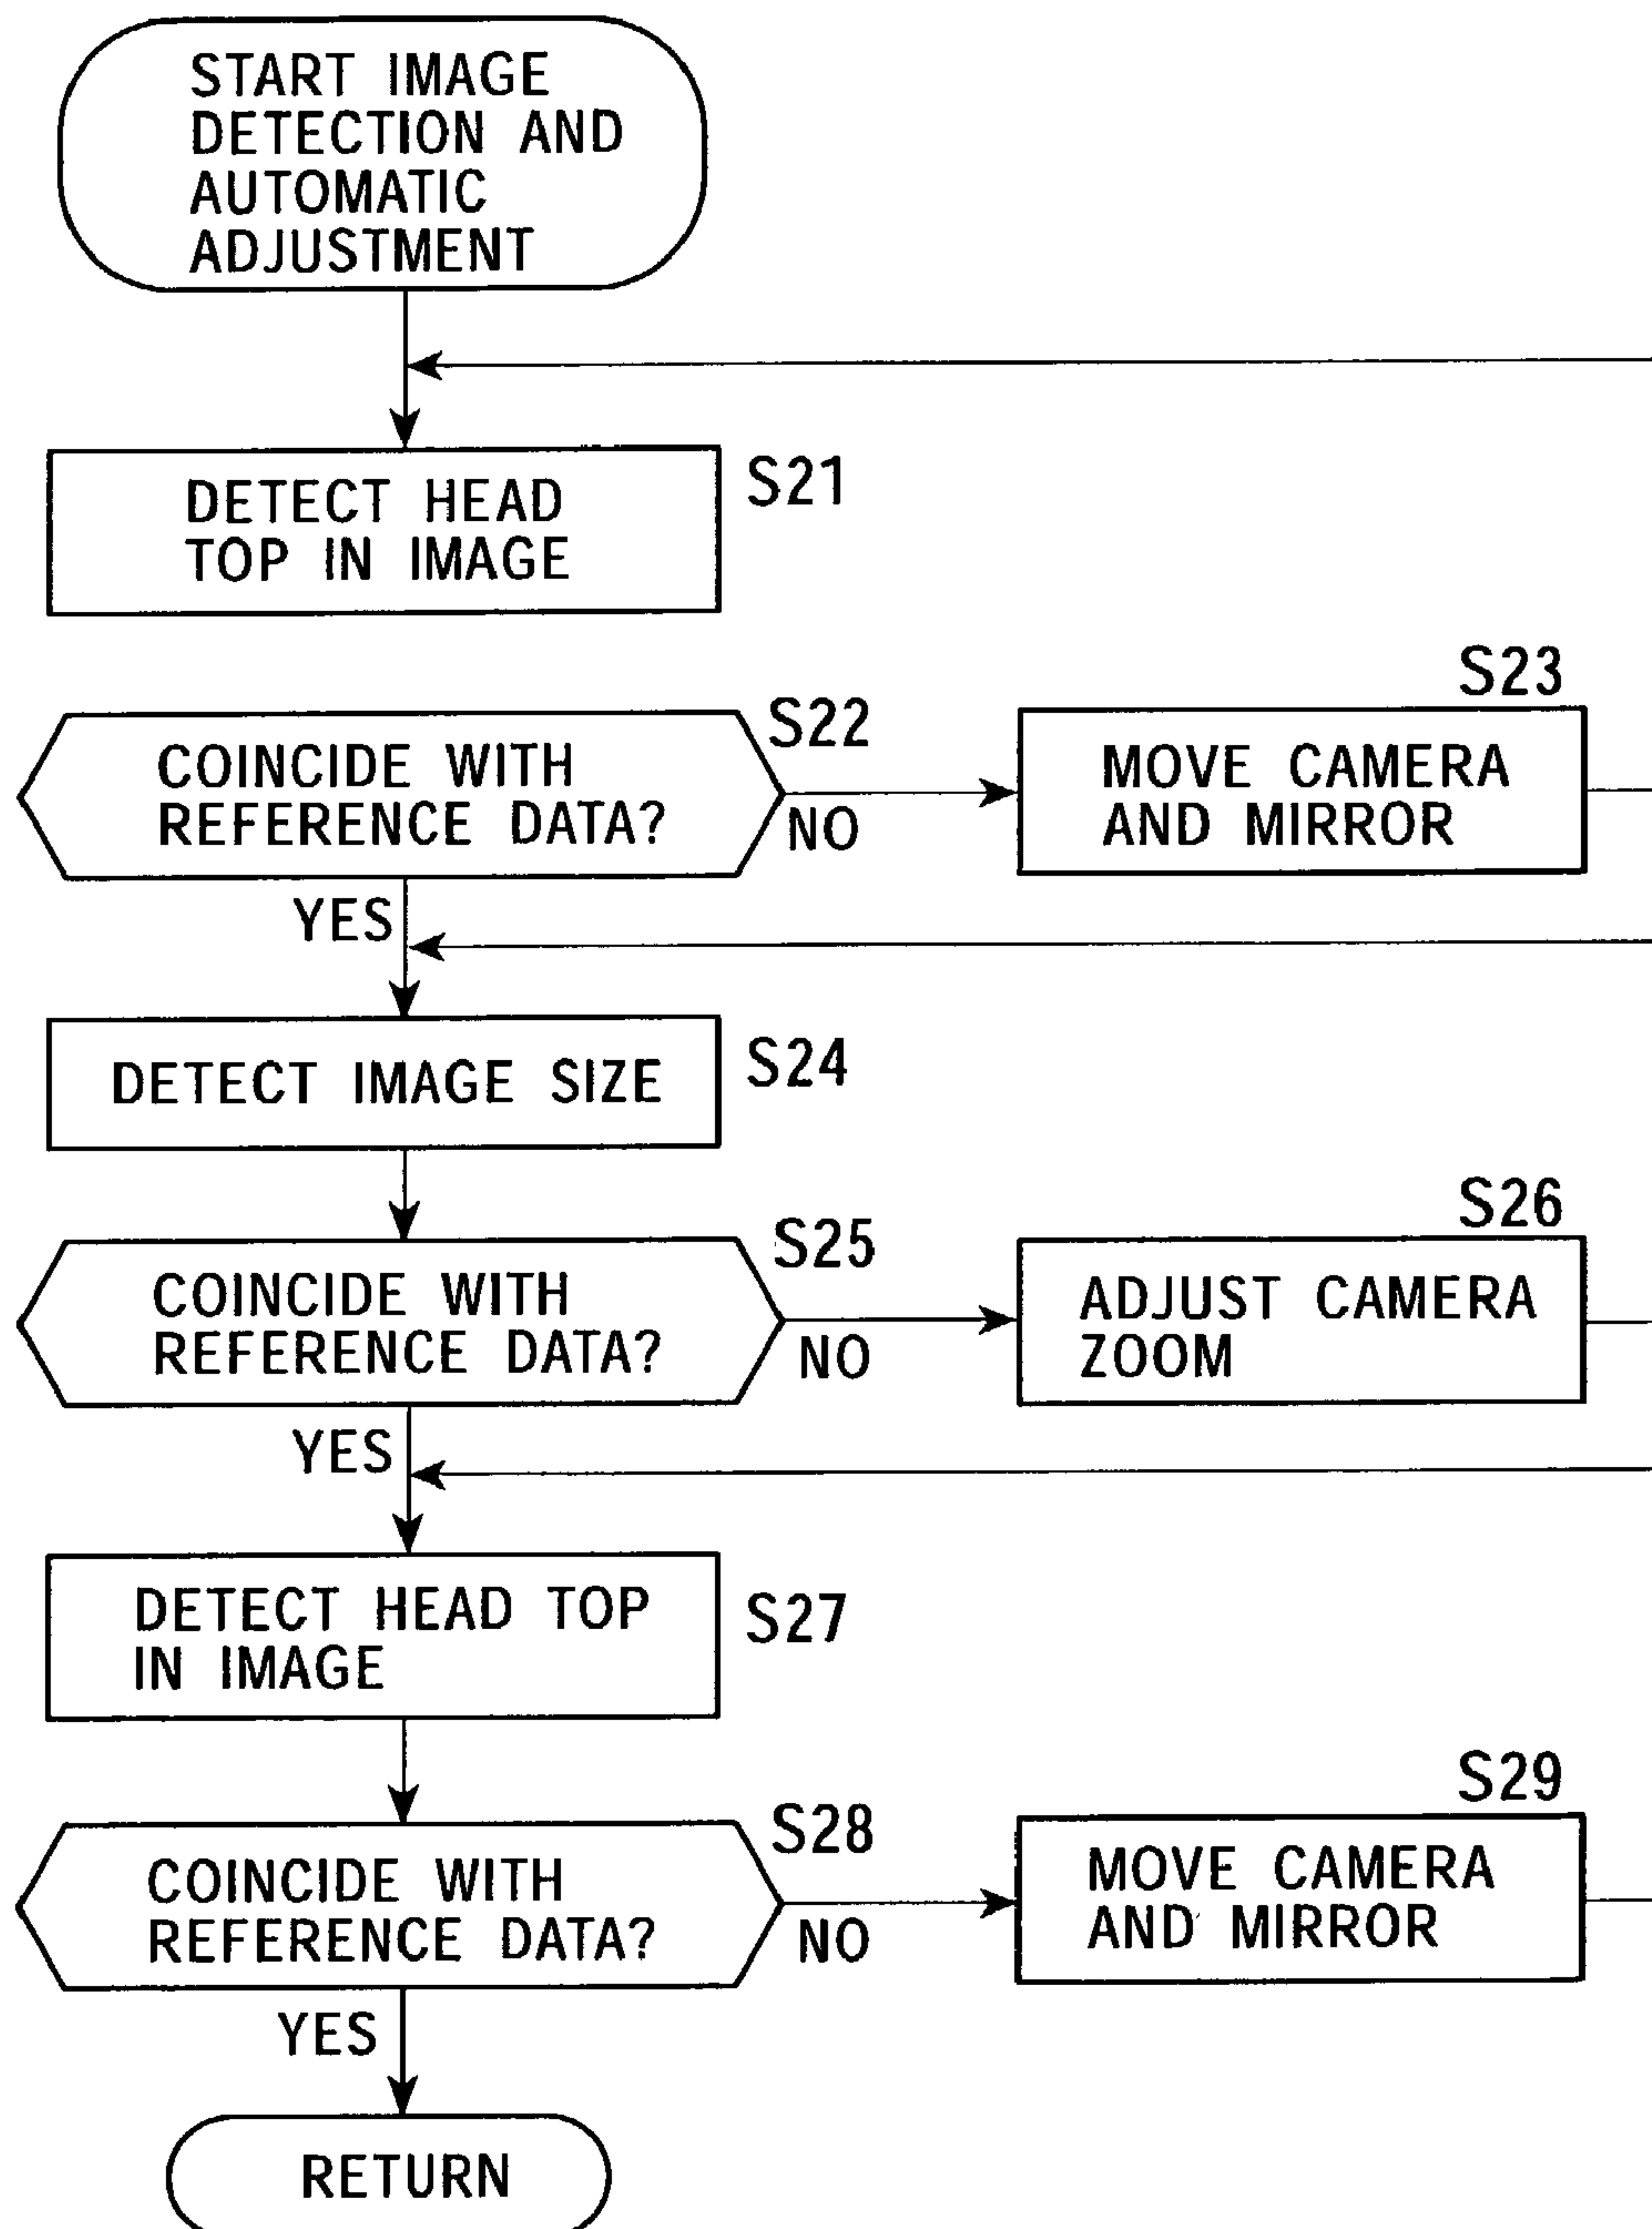 START IMAGE
DETECTION AND
AUTOMATIC
ADJUSTMENT
S21
DETECT HEAD
TOP IN IMAGE
S22
COINCIDE WITH
REFERENCE DATA?
NO
YES
S23
MOVE CAMERA
AND MIRROR
S24
DETECT IMAGE SIZE
S25
COINCIDE WITH
REFERENCE DATA?
NO
YES
S26
ADJUST CAMERA
ZOOM
S27
DETECT HEAD TOP
IN IMAGE
S28
COINCIDE WITH
REFERENCE DATA?
NO
YES
S29
MOVE CAMERA
AND MIRROR
RETURN